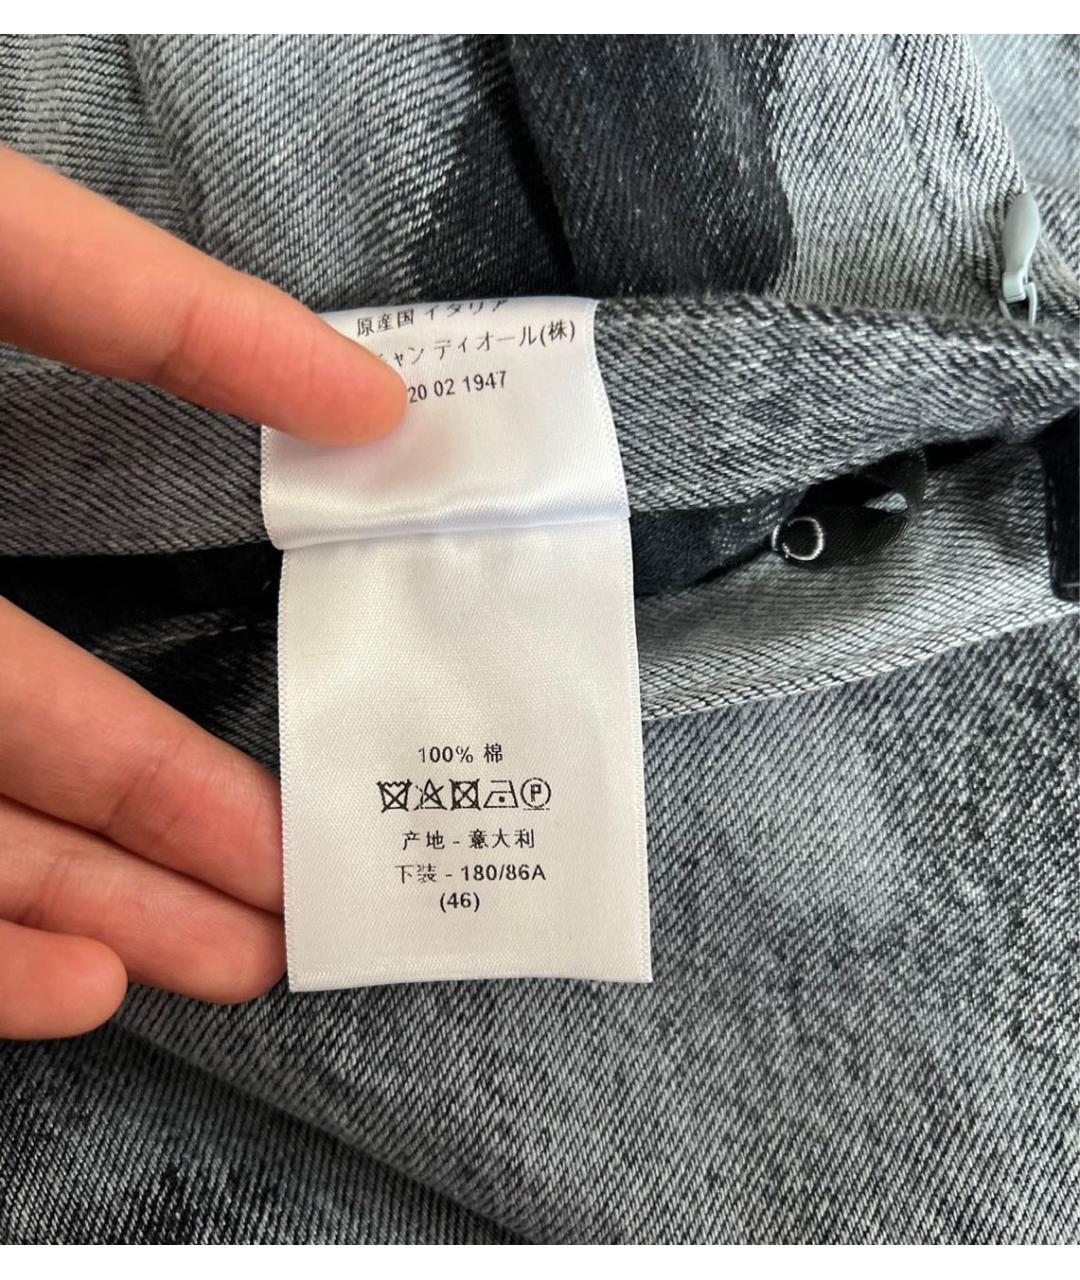 原産国 イタリア
ャン ディオール(株)
20 02 1947
100% 棉
P
产地 - 意大利
下装 - 180/86A
(46)